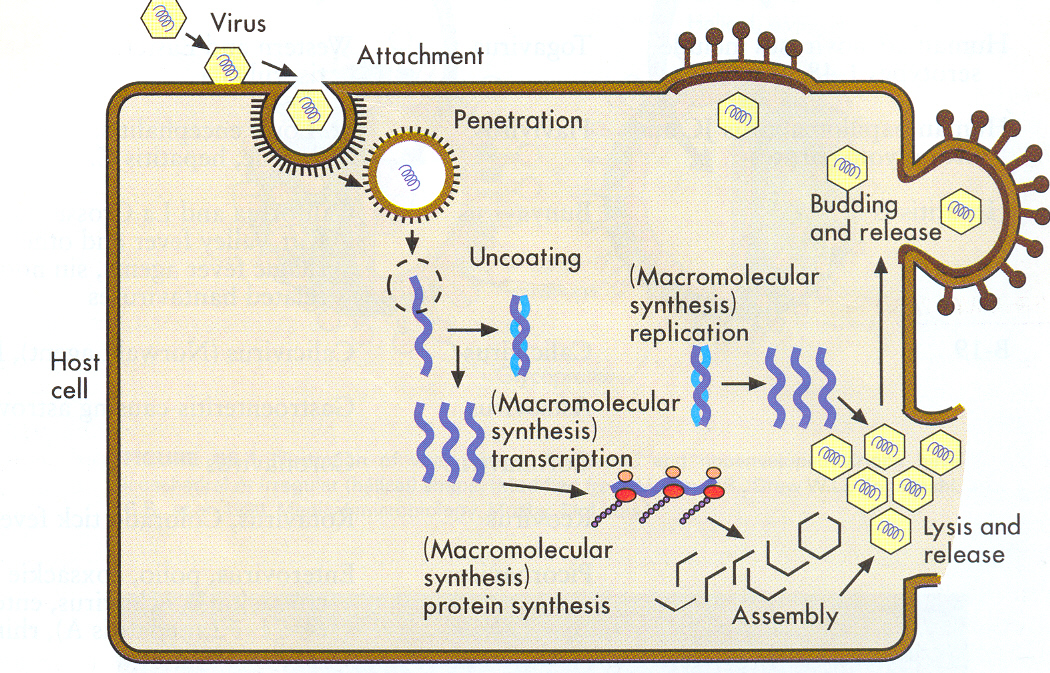 Virus
Attachment
Penetration
Uncoating
(Macromolecular
synthesis)
replication
Budding
and release
Host
cell
(Macromolecular
synthesis)
transcription
(Macromolecular
synthesis)
protein synthesis
Assembly
Lysis and
release